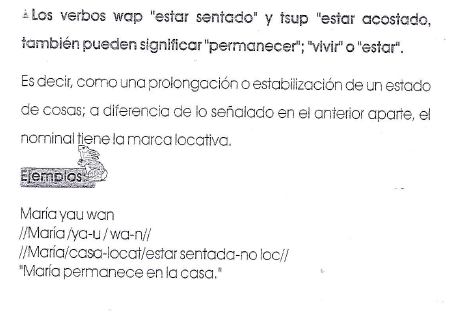 Los verbos wap "estar sentado" y tsup "estar acostado,
también pueden significar "permanecer"; "vivir" o "estar".
Es decir, como una prolongación o estabilización de un estado
de cosas; a diferencia de lo señalado en el anterior aparte, el
nominal tiene la marca locativa.
Ejemplos:
María yau wan
//María /ya-u / wa-n//
//María/casa-locat/estar sentada-no loc//
"María permanece en la casa."